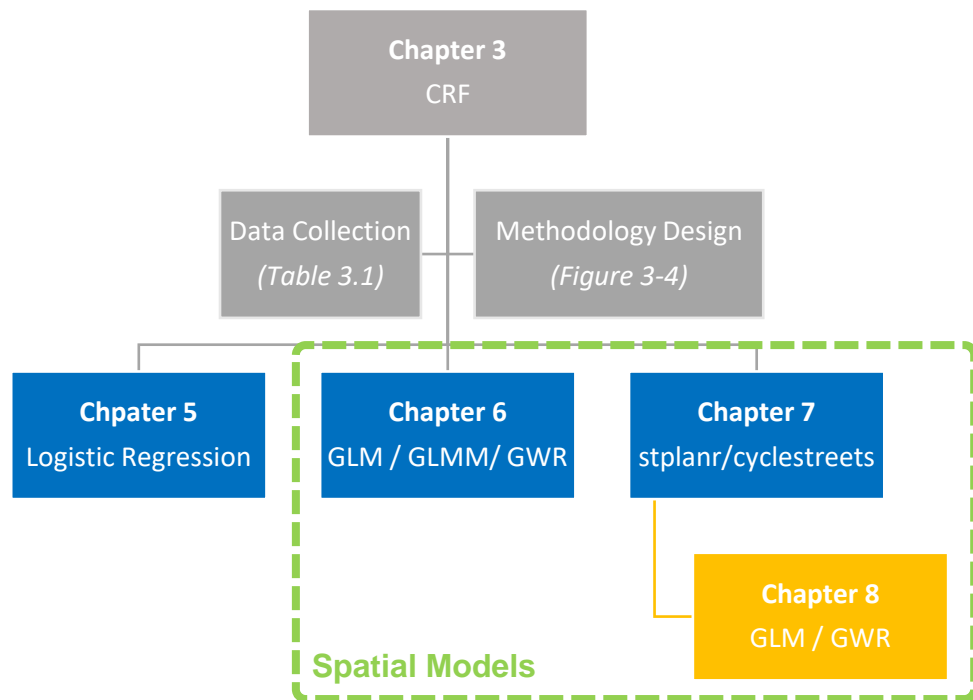 Chapter 3
CRF
Data Collection
(Table 3.1)
Methodology Design
(Figure 3-4)
Chpater 5
Logistic Regression
Chapter 6
GLM / GLMM/ GWR
Chapter 7
stplanr/cyclestreets
Chapter 8
GLM / GWR
Spatial Models